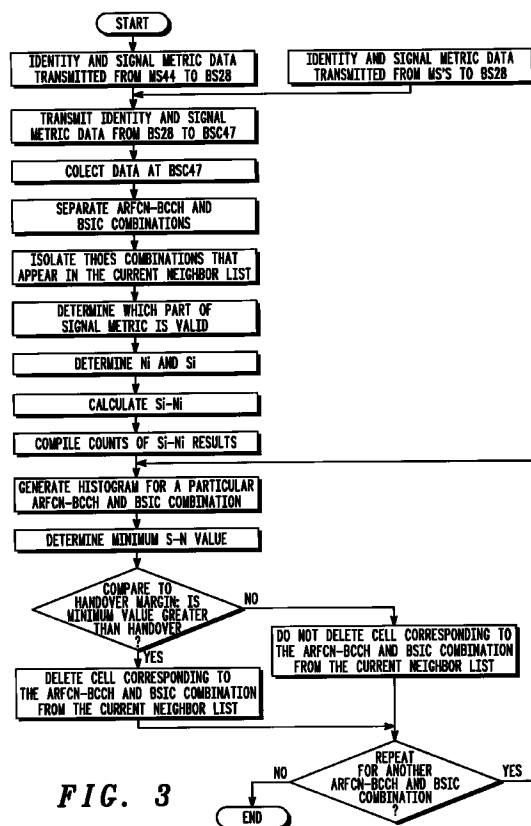 START
IDENTITY AND SIGNAL METRIC DATA
TRANSMITTED FROM MS44 TO BS28
IDENTITY AND SIGNAL METRIC DATA
TRANSMITTED FROM MS'S TO BS28
TRANSMIT IDENTITY AND SIGNAL
METRIC DATA FROM BS28 TO BSC47
COLECT DATA AT BSC47
SEPARATE ARFCN-BCCH AND
BSIC COMBINATIONS
ISOLATE THOES COMBINATIONS THAT
APPEAR IN THE CURRENT NEIGHBOR LIST
DETERMINE WHICH PART OF
SIGNAL METRIC IS VALID
DETERMINE Ni AND Si
CALCULATE Si-Ni
COMPILE COUNTS OF Si-Ni RESULTS
GENERATE HISTOGRAM FOR A PARTICULAR
ARFCN-BCCH AND BSIC COMBINATION
DETERMINE MINIMUM S-N VALUE
COMPARE TO
HANDOVER MARGIN: IS
MINIMUM VALUE GREATER
THAN HANDOVER
?
NO
YES
DO NOT DELETE CELL CORRESPONDING TO
THE ARFCN-BCCH AND BSIC COMBINATION
FROM THE CURRENT NEIGHBOR LIST
DELETE CELL CORRESPONDING TO
THE ARFCN-BCCH AND BSIC COMBINATION
FROM THE CURRENT NEIGHBOR LIST
REPEAT
FOR ANOTHER
ARFCN-BCCH AND BSIC
COMBINATION
?
NO
YES
END
FIG. 3